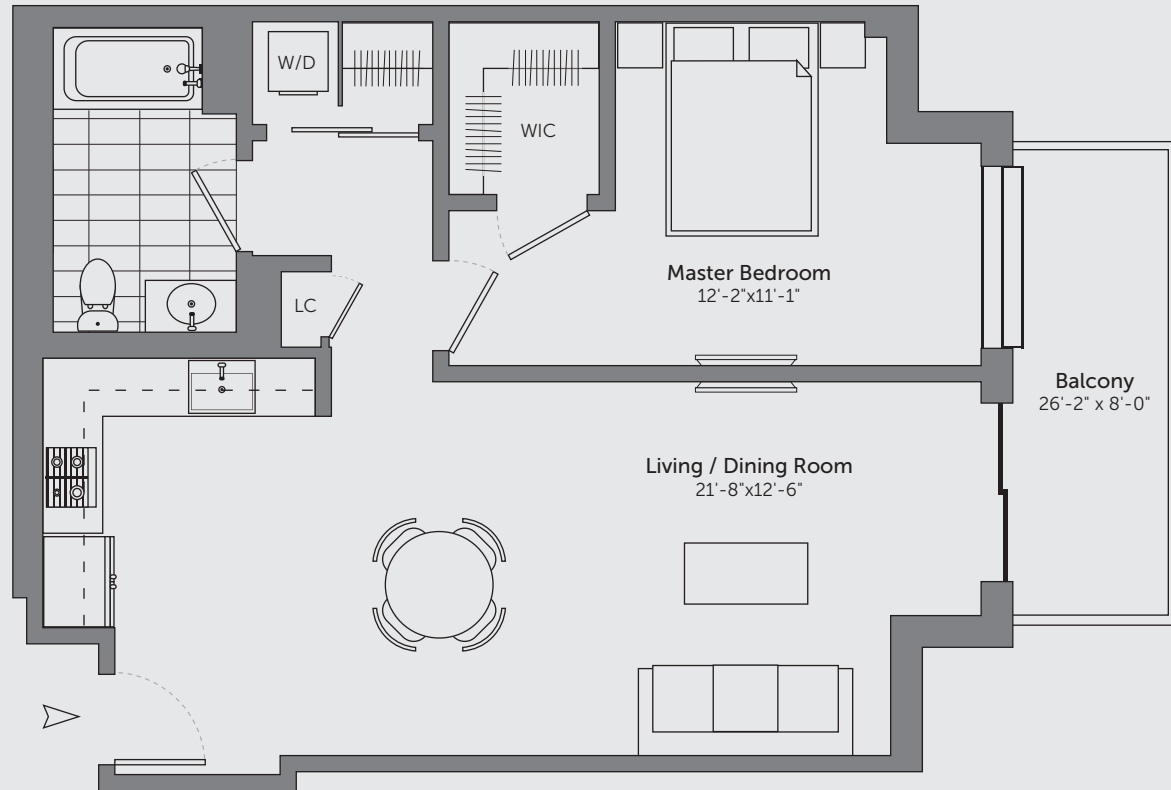 W/D
WIC
Master Bedroom
12'-2"x11'-1"
LC
Balcony
26'-2" x 8'-0"
Living / Dining Room
21'-8"x12'-6"